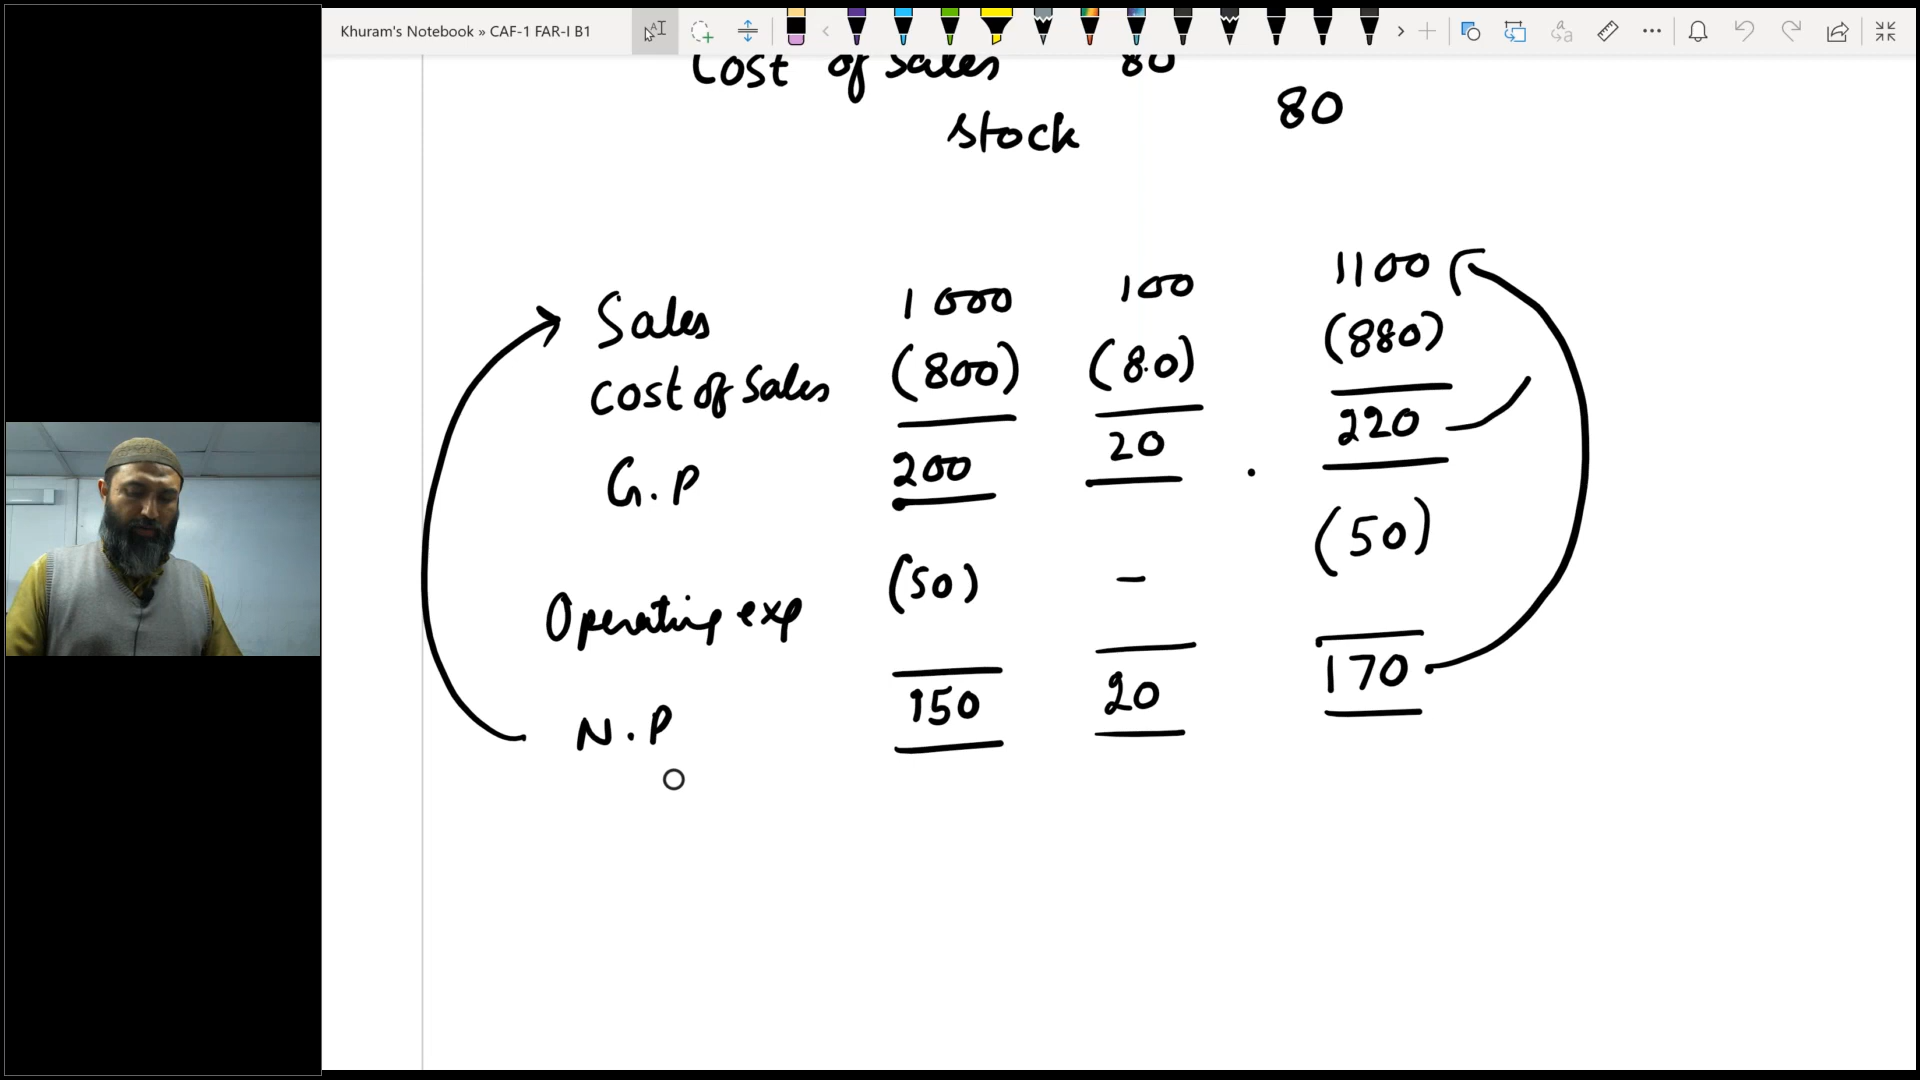 Khuram's Notebook » CAF-1 FAR-I B1
Cost of Sales 80
Stock 80
Sales 1000 100 1100
Cost of Sales (800) (80) (880)
G.P 200 20 220
Operating exp (50) - (50)
N.P 150 20 170